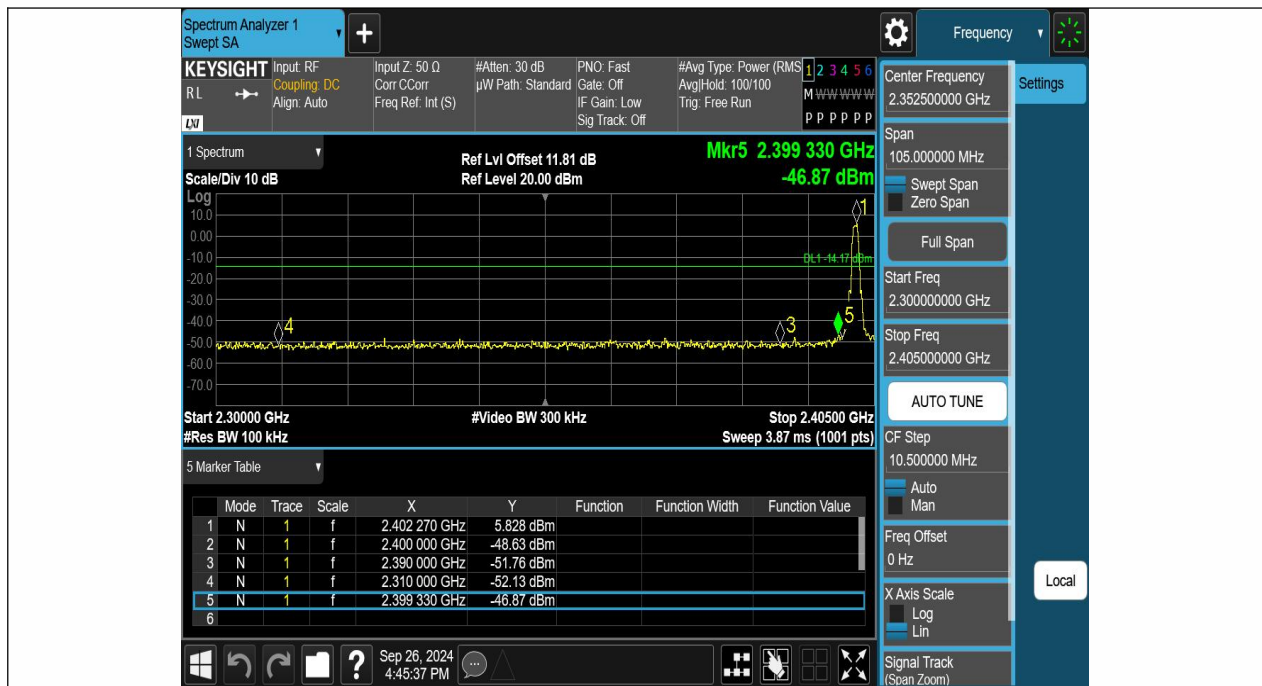 Spectrum Analyzer 1
Swept SA
Frequency
KEYSIGHT
RL
LXI
Input: RF
Coupling: DC
Align: Auto
Input Z: 50 Ω
Corr CCorr
Freq Ref: Int (S)
#Atten: 30 dB
µW Path: Standard
PNO: Fast
Gate: Off
IF Gain: Low
Sig Track: Off
#Avg Type: Power (RMS
Avg|Hold: 100/100
Trig: Free Run
1 2 3 4 5 6
M W W W W W
P P P P P P
1 Spectrum
Scale/Div 10 dB
Ref Lvl Offset 11.81 dB
Ref Level 20.00 dBm
Mkr5 2.399 330 GHz
-46.87 dBm
Log
10.0
0.00
-10.0
-20.0
-30.0
-40.0
-50.0
-60.0
-70.0
1
DL1 -14.17 dBm
4
3
5
Start 2.30000 GHz
#Video BW 300 kHz
Stop 2.40500 GHz
#Res BW 100 kHz
Sweep 3.87 ms (1001 pts)
5 Marker Table
Mode Trace Scale X Y Function Function Width Function Value
1 N 1 f 2.402 270 GHz 5.828 dBm
2 N 1 f 2.400 000 GHz -48.63 dBm
3 N 1 f 2.390 000 GHz -51.76 dBm
4 N 1 f 2.310 000 GHz -52.13 dBm
5 N 1 f 2.399 330 GHz -46.87 dBm
6
?
Sep 26, 2024
4:45:37 PM
Center Frequency
2.352500000 GHz
Span
105.000000 MHz
Swept Span
Zero Span
Full Span
Start Freq
2.300000000 GHz
Stop Freq
2.405000000 GHz
AUTO TUNE
CF Step
10.500000 MHz
Auto
Man
Freq Offset
0 Hz
X Axis Scale
Log
Lin
Signal Track
(Span Zoom)
Settings
Local